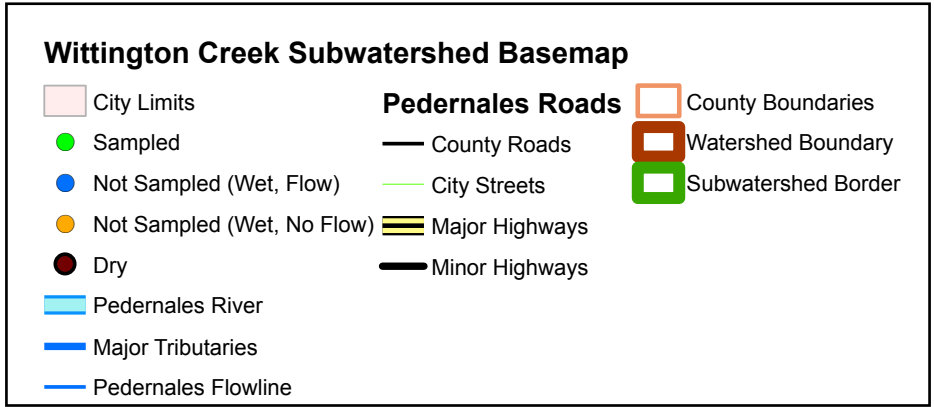 Wittington Creek Subwatershed Basemap
City Limits
Sampled
Not Sampled (Wet, Flow)
Not Sampled (Wet, No Flow)
Dry
Pedernales River
Major Tributaries
Pedernales Flowline
Pedernales Roads
County Roads
City Streets
Major Highways
Minor Highways
County Boundaries
Watershed Boundary
Subwatershed Border